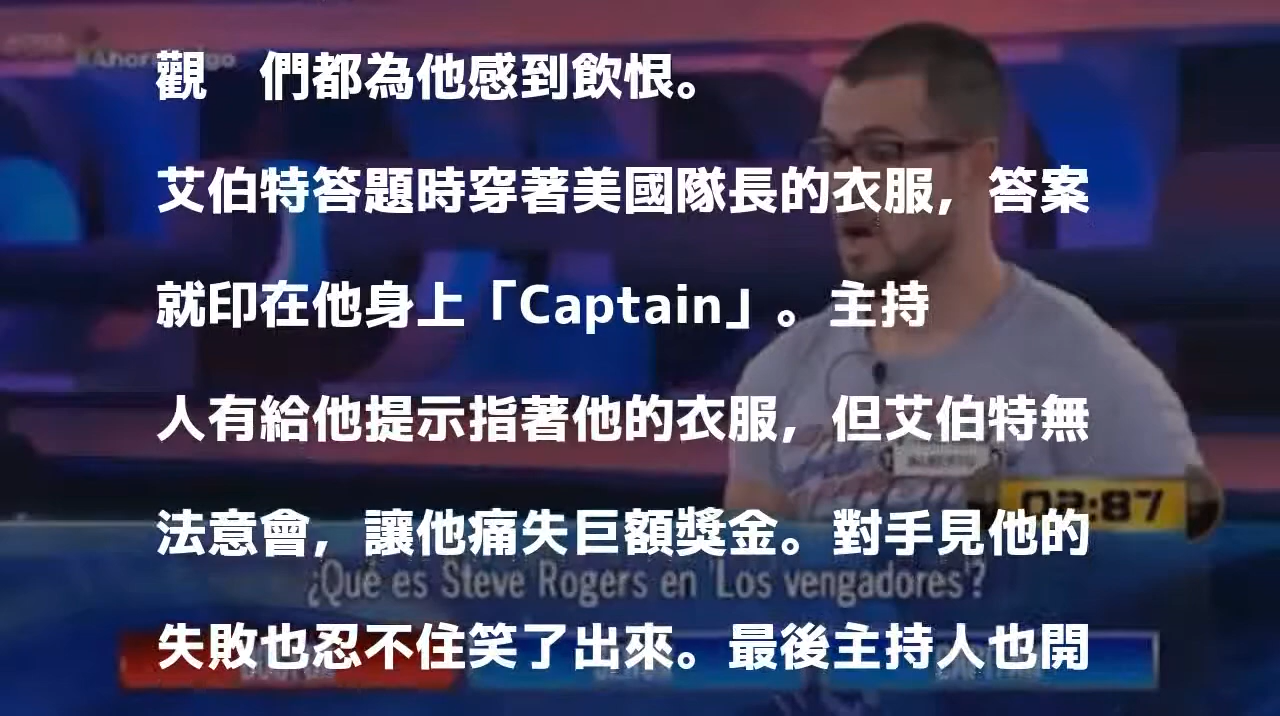 觀 們都為他感到飲恨。
艾伯特答題時穿著美國隊長的衣服，答案
就印在他身上「Captain」。主持
人有給他提示指著他的衣服，但艾伯特無
法意會，讓他痛失巨額獎金。對手見他的
失敗也忍不住笑了出來。最後主持人也開
ALBERTO
02:87
¿Qué es Steve Rogers en 'Los vengadores'?